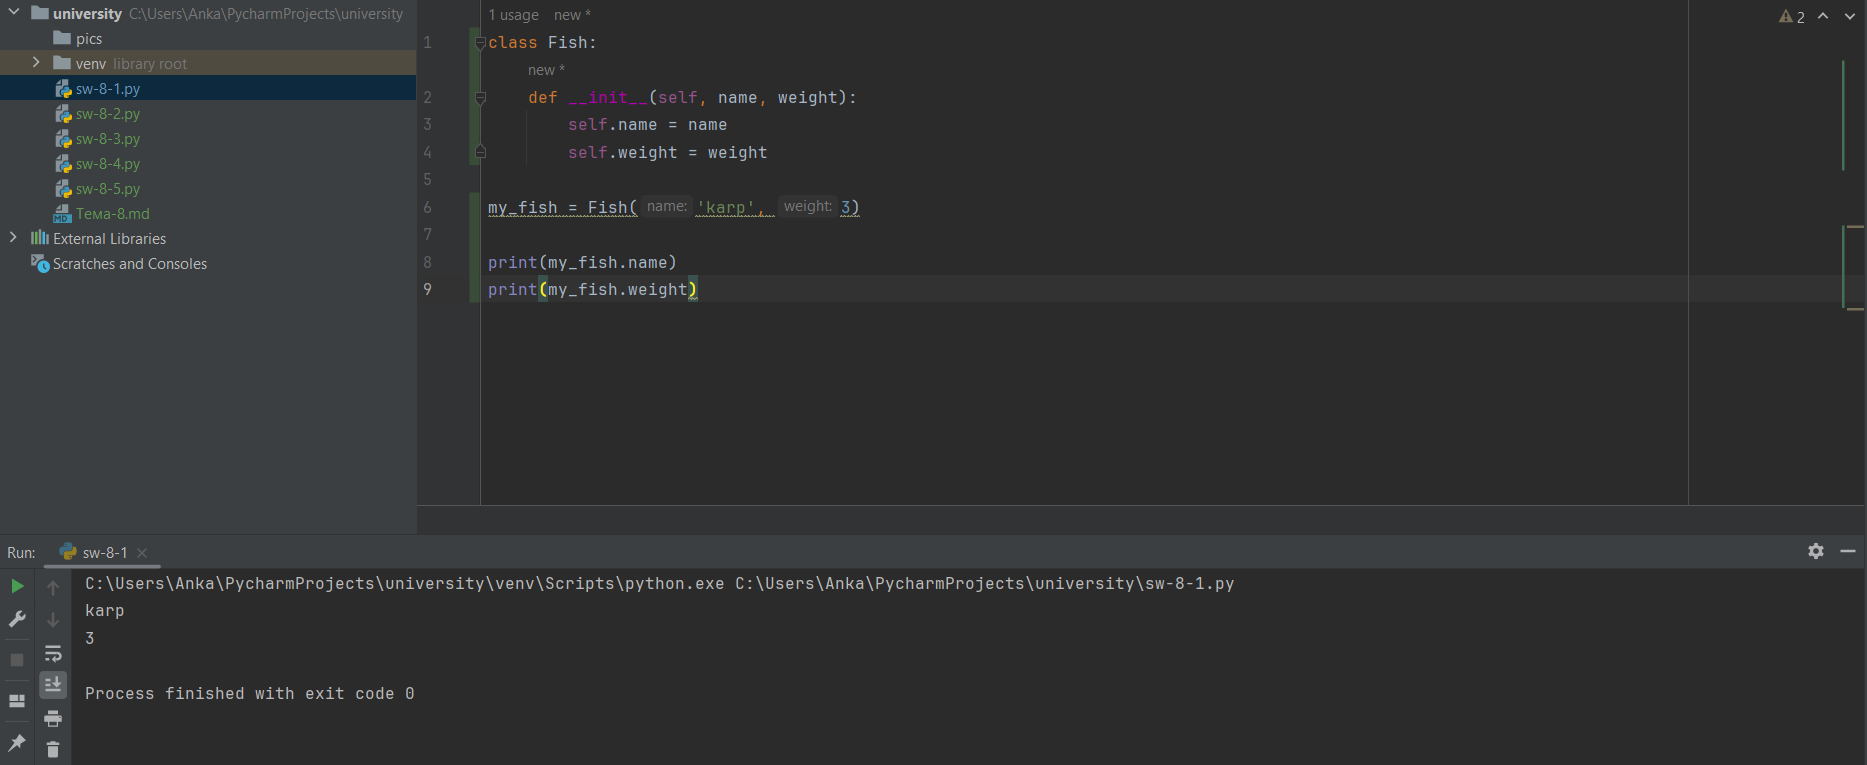 university C:\Users\Anka\PycharmProjects\university
pics
venv library root
sw-8-1.py
sw-8-2.py
sw-8-3.py
sw-8-4.py
sw-8-5.py
MD Тема-8.md
External Libraries
Scratches and Consoles
1 usage new *
2
1 class Fish:
new *
2 def __init__(self, name, weight):
3 self.name = name
4 self.weight = weight
5
6 my_fish = Fish( name: 'karp', weight: 3)
7
8 print(my_fish.name)
9 print(my_fish.weight)
Run: sw-8-1
C:\Users\Anka\PycharmProjects\university\venv\Scripts\python.exe C:\Users\Anka\PycharmProjects\university\sw-8-1.py
karp
3
Process finished with exit code 0